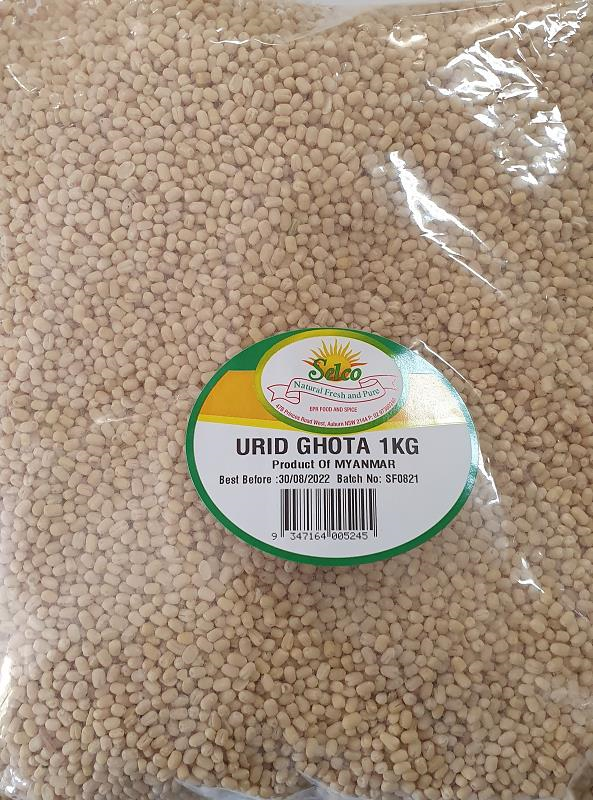 Selco
Natural Fresh and Pure
BPR FOOD AND SPICE
URID GHOTA 1KG
Product Of MYANMAR
Best Before :30/08/2022 Batch No: SF0821
9 347164 005245